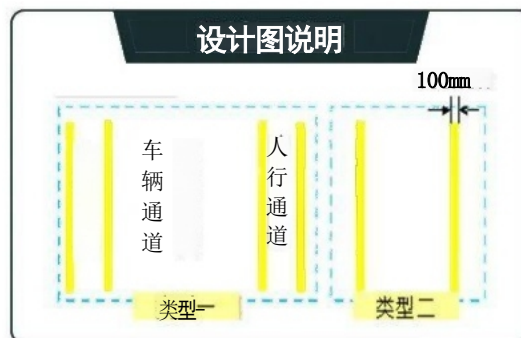 设计图说明
100mm
车辆通道
人行通道
类型一
类型二